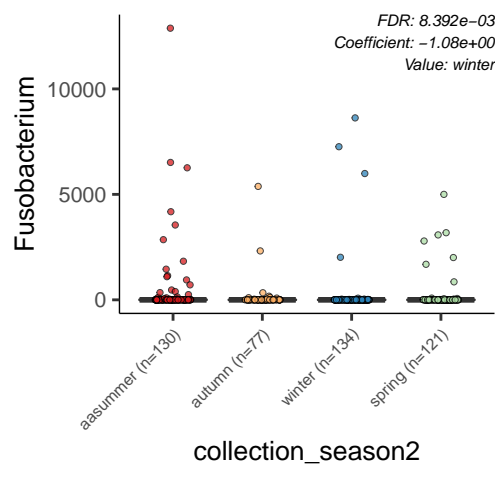 FDR: 8.392e−03
Coefficient: −1.08e+00
Value: winter
Fusobacterium
10000
5000
0
aasummer (n=130)
autumn (n=77)
winter (n=134)
spring (n=121)
collection_season2